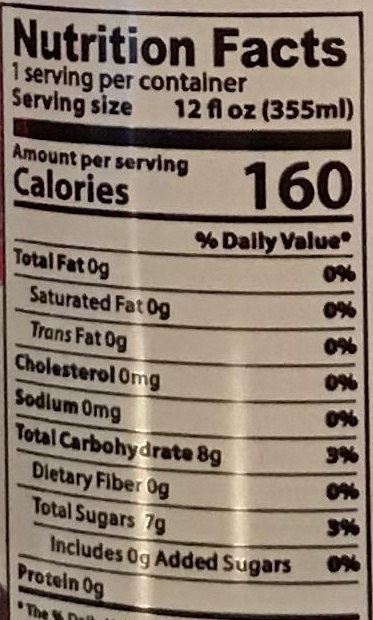 Nutrition Facts
1 serving per container
Serving size 12 fl oz (355ml)
Amount per serving
Calories 160
% Daily Value*
Total Fat 0g 0%
Saturated Fat 0g 0%
Trans Fat 0g 0%
Cholesterol 0mg 0%
Sodium 0mg 0%
Total Carbohydrate 8g 3%
Dietary Fiber 0g 0%
Total Sugars 7g 3%
Includes 0g Added Sugars 0%
Protein 0g
*The %